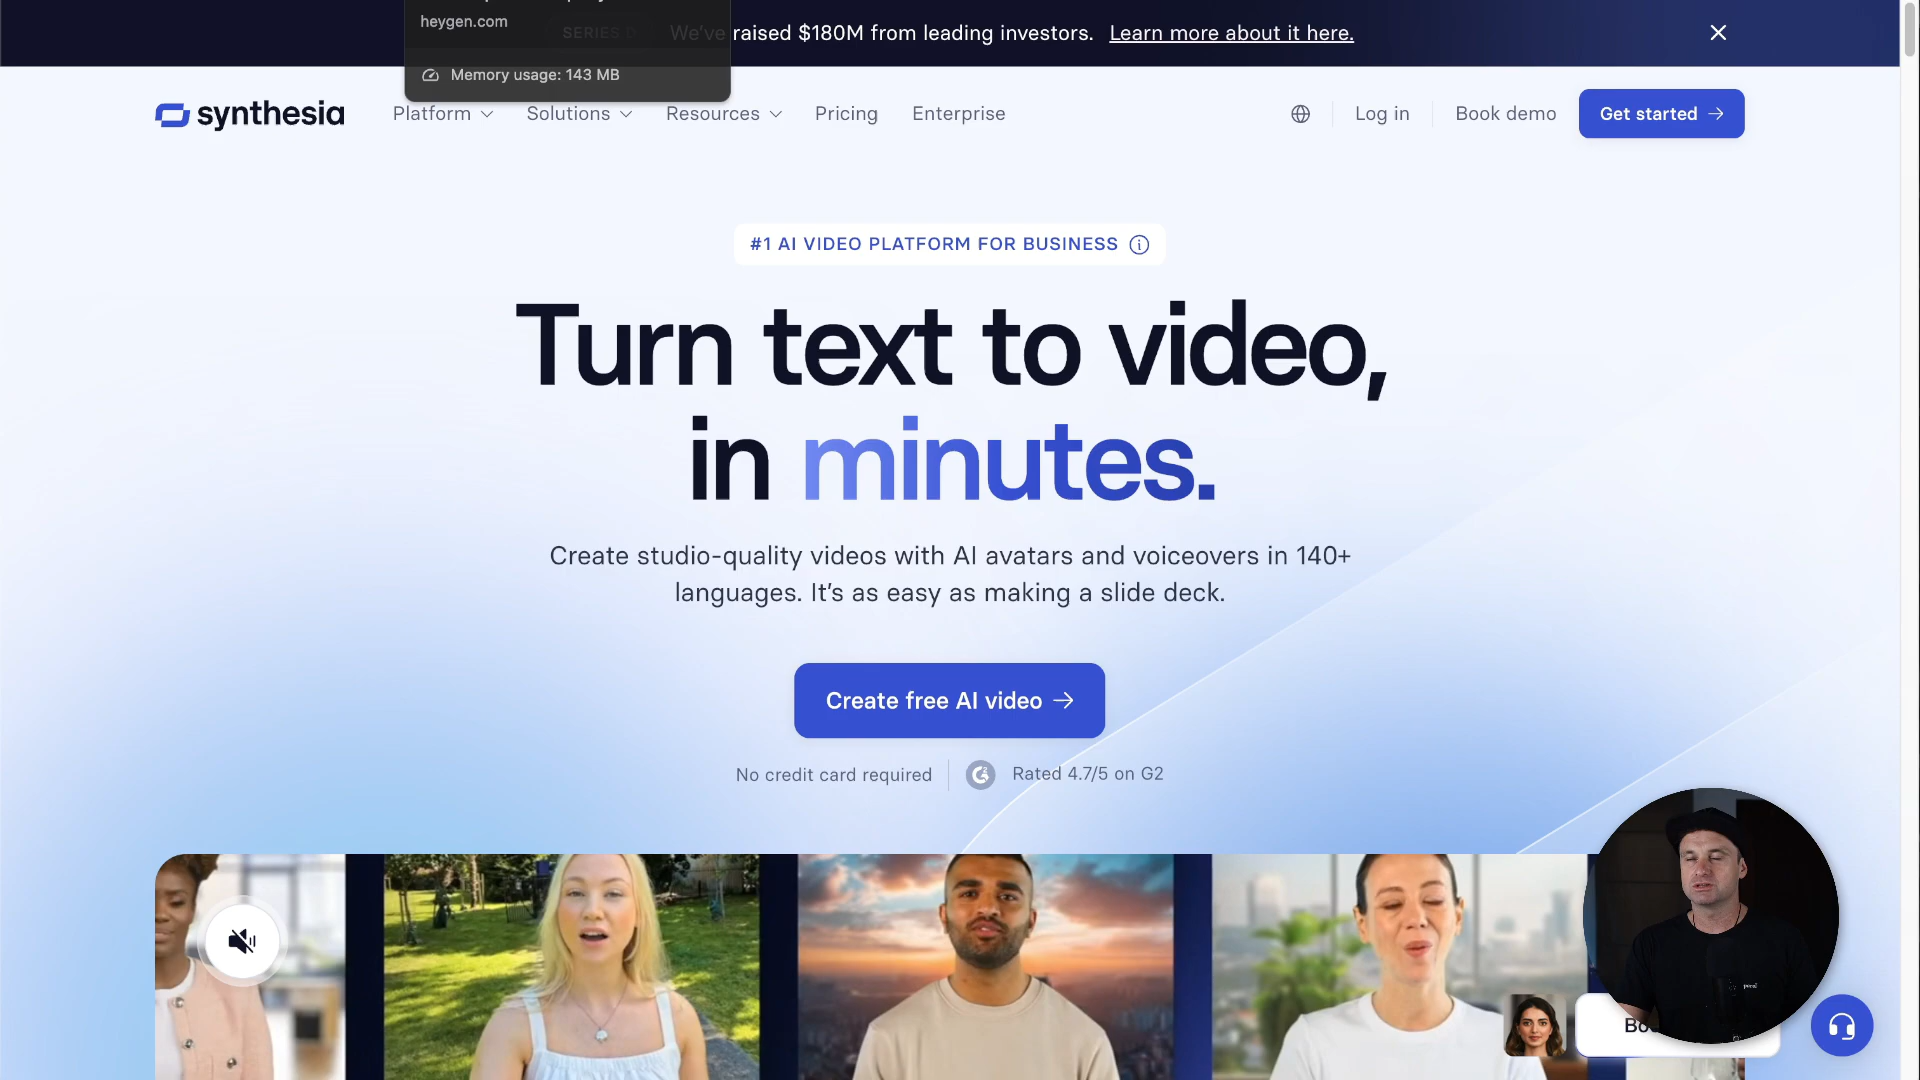 heygen.com
Memory usage: 143 MB
SERIES D
We've raised $180M from leading investors. Learn more about it here.
synthesia
Platform
Solutions
Resources
Pricing
Enterprise
Log in
Book demo
Get started
#1 AI VIDEO PLATFORM FOR BUSINESS
Turn text to video,
in minutes.
Create studio-quality videos with AI avatars and voiceovers in 140+
languages. It's as easy as making a slide deck.
Create free AI video
No credit card required
Rated 4.7/5 on G2